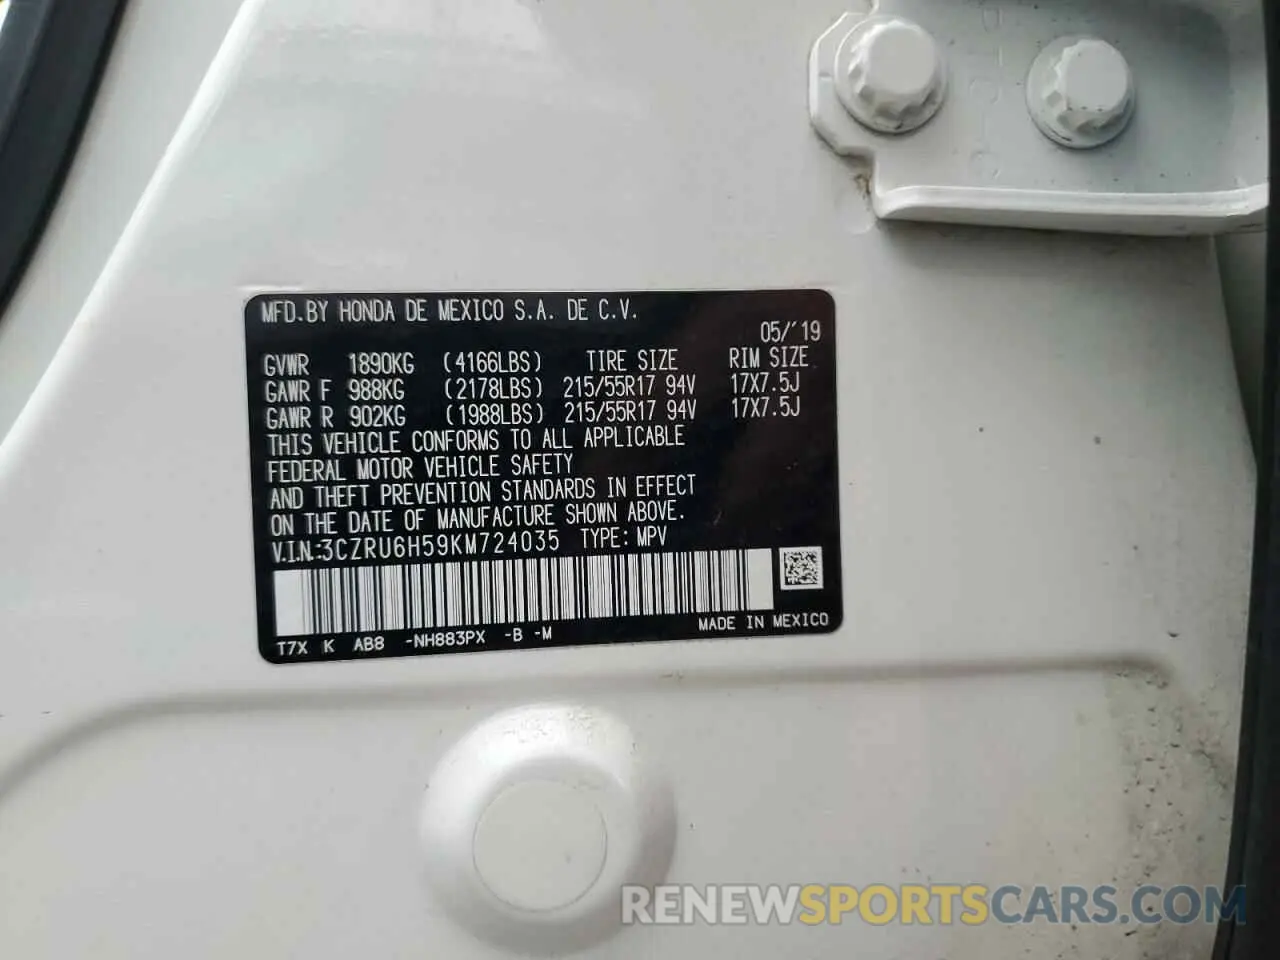 MFD.BY HONDA DE MEXICO S.A. DE C.V.
05/'19
GVWR 1890KG (4166LBS) TIRE SIZE RIM SIZE
GAWR F 988KG (2178LBS) 215/55R17 94V 17X7.5J
GAWR R 902KG (1988LBS) 215/55R17 94V 17X7.5J
THIS VEHICLE CONFORMS TO ALL APPLICABLE
FEDERAL MOTOR VEHICLE SAFETY
AND THEFT PREVENTION STANDARDS IN EFFECT
ON THE DATE OF MANUFACTURE SHOWN ABOVE.
V.I.N.:3CZRU6H59KM724035 TYPE: MPV
T7X K AB8 -NH883PX -B -M MADE IN MEXICO
RENEWSPORTSCARS.COM